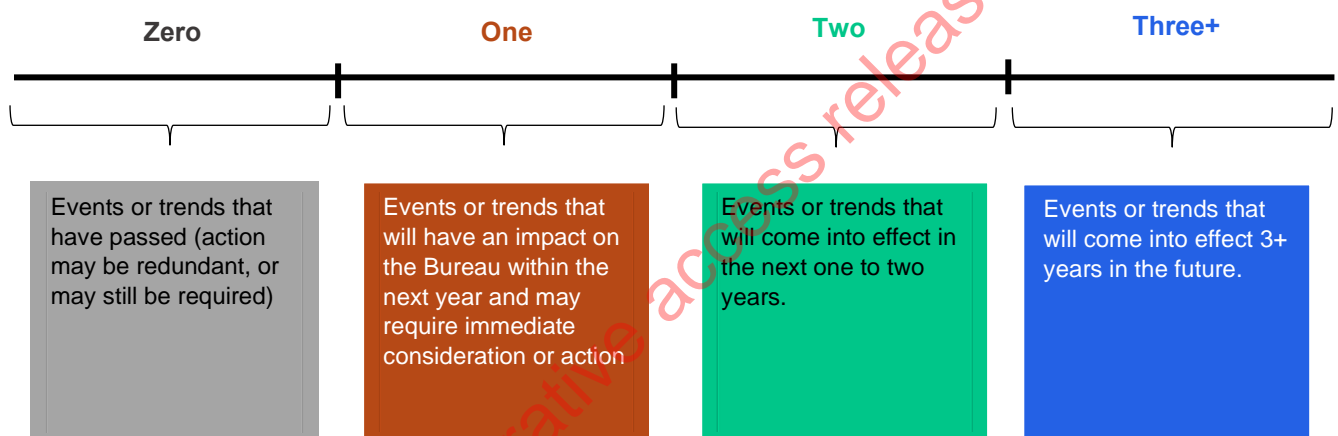 Zero
One
Two
Three+
Events or trends that
have passed (action
may be redundant, or
may still be required)
Events or trends that
will have an impact on
the Bureau within the
next year and may
require immediate
consideration or action
Events or trends that
will come into effect in
the next one to two
years.
Events or trends that
will come into effect 3+
years in the future.
access